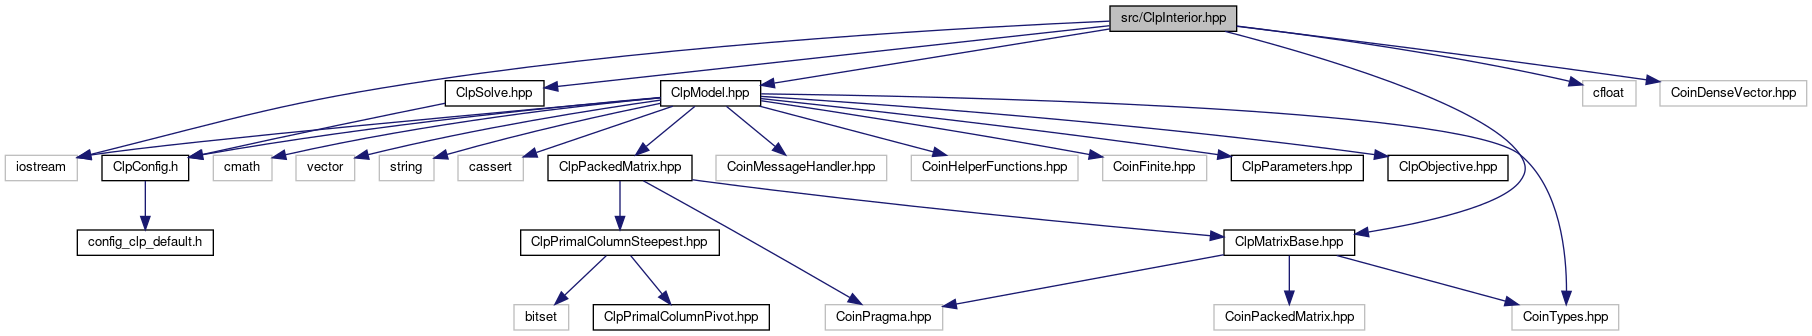 src/ClpInterior.hpp
ClpSolve.hpp
ClpModel.hpp
cfloat
CoinDenseVector.hpp
iostream
ClpConfig.h
cmath
vector
string
cassert
ClpPackedMatrix.hpp
CoinMessageHandler.hpp
CoinHelperFunctions.hpp
CoinFinite.hpp
ClpParameters.hpp
ClpObjective.hpp
config_clp_default.h
ClpPrimalColumnSteepest.hpp
ClpMatrixBase.hpp
bitset
ClpPrimalColumnPivot.hpp
CoinPragma.hpp
CoinPackedMatrix.hpp
CoinTypes.hpp